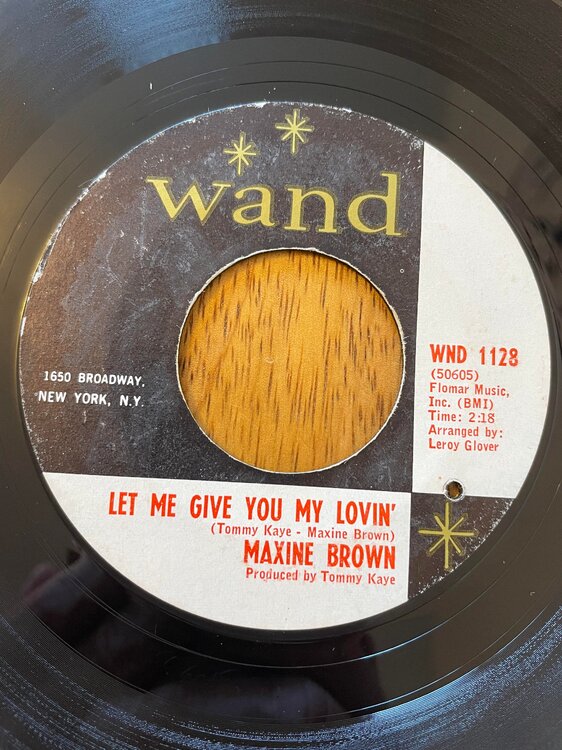 wand
1650 BROADWAY,
NEW YORK, N.Y.
WND 1128
(50605)
Flomar Music,
Inc. (BMI)
Time: 2:18
Arranged by:
Leroy Glover
LET ME GIVE YOU MY LOVIN'
(Tommy Kaye - Maxine Brown)
MAXINE BROWN
Produced by Tommy Kaye